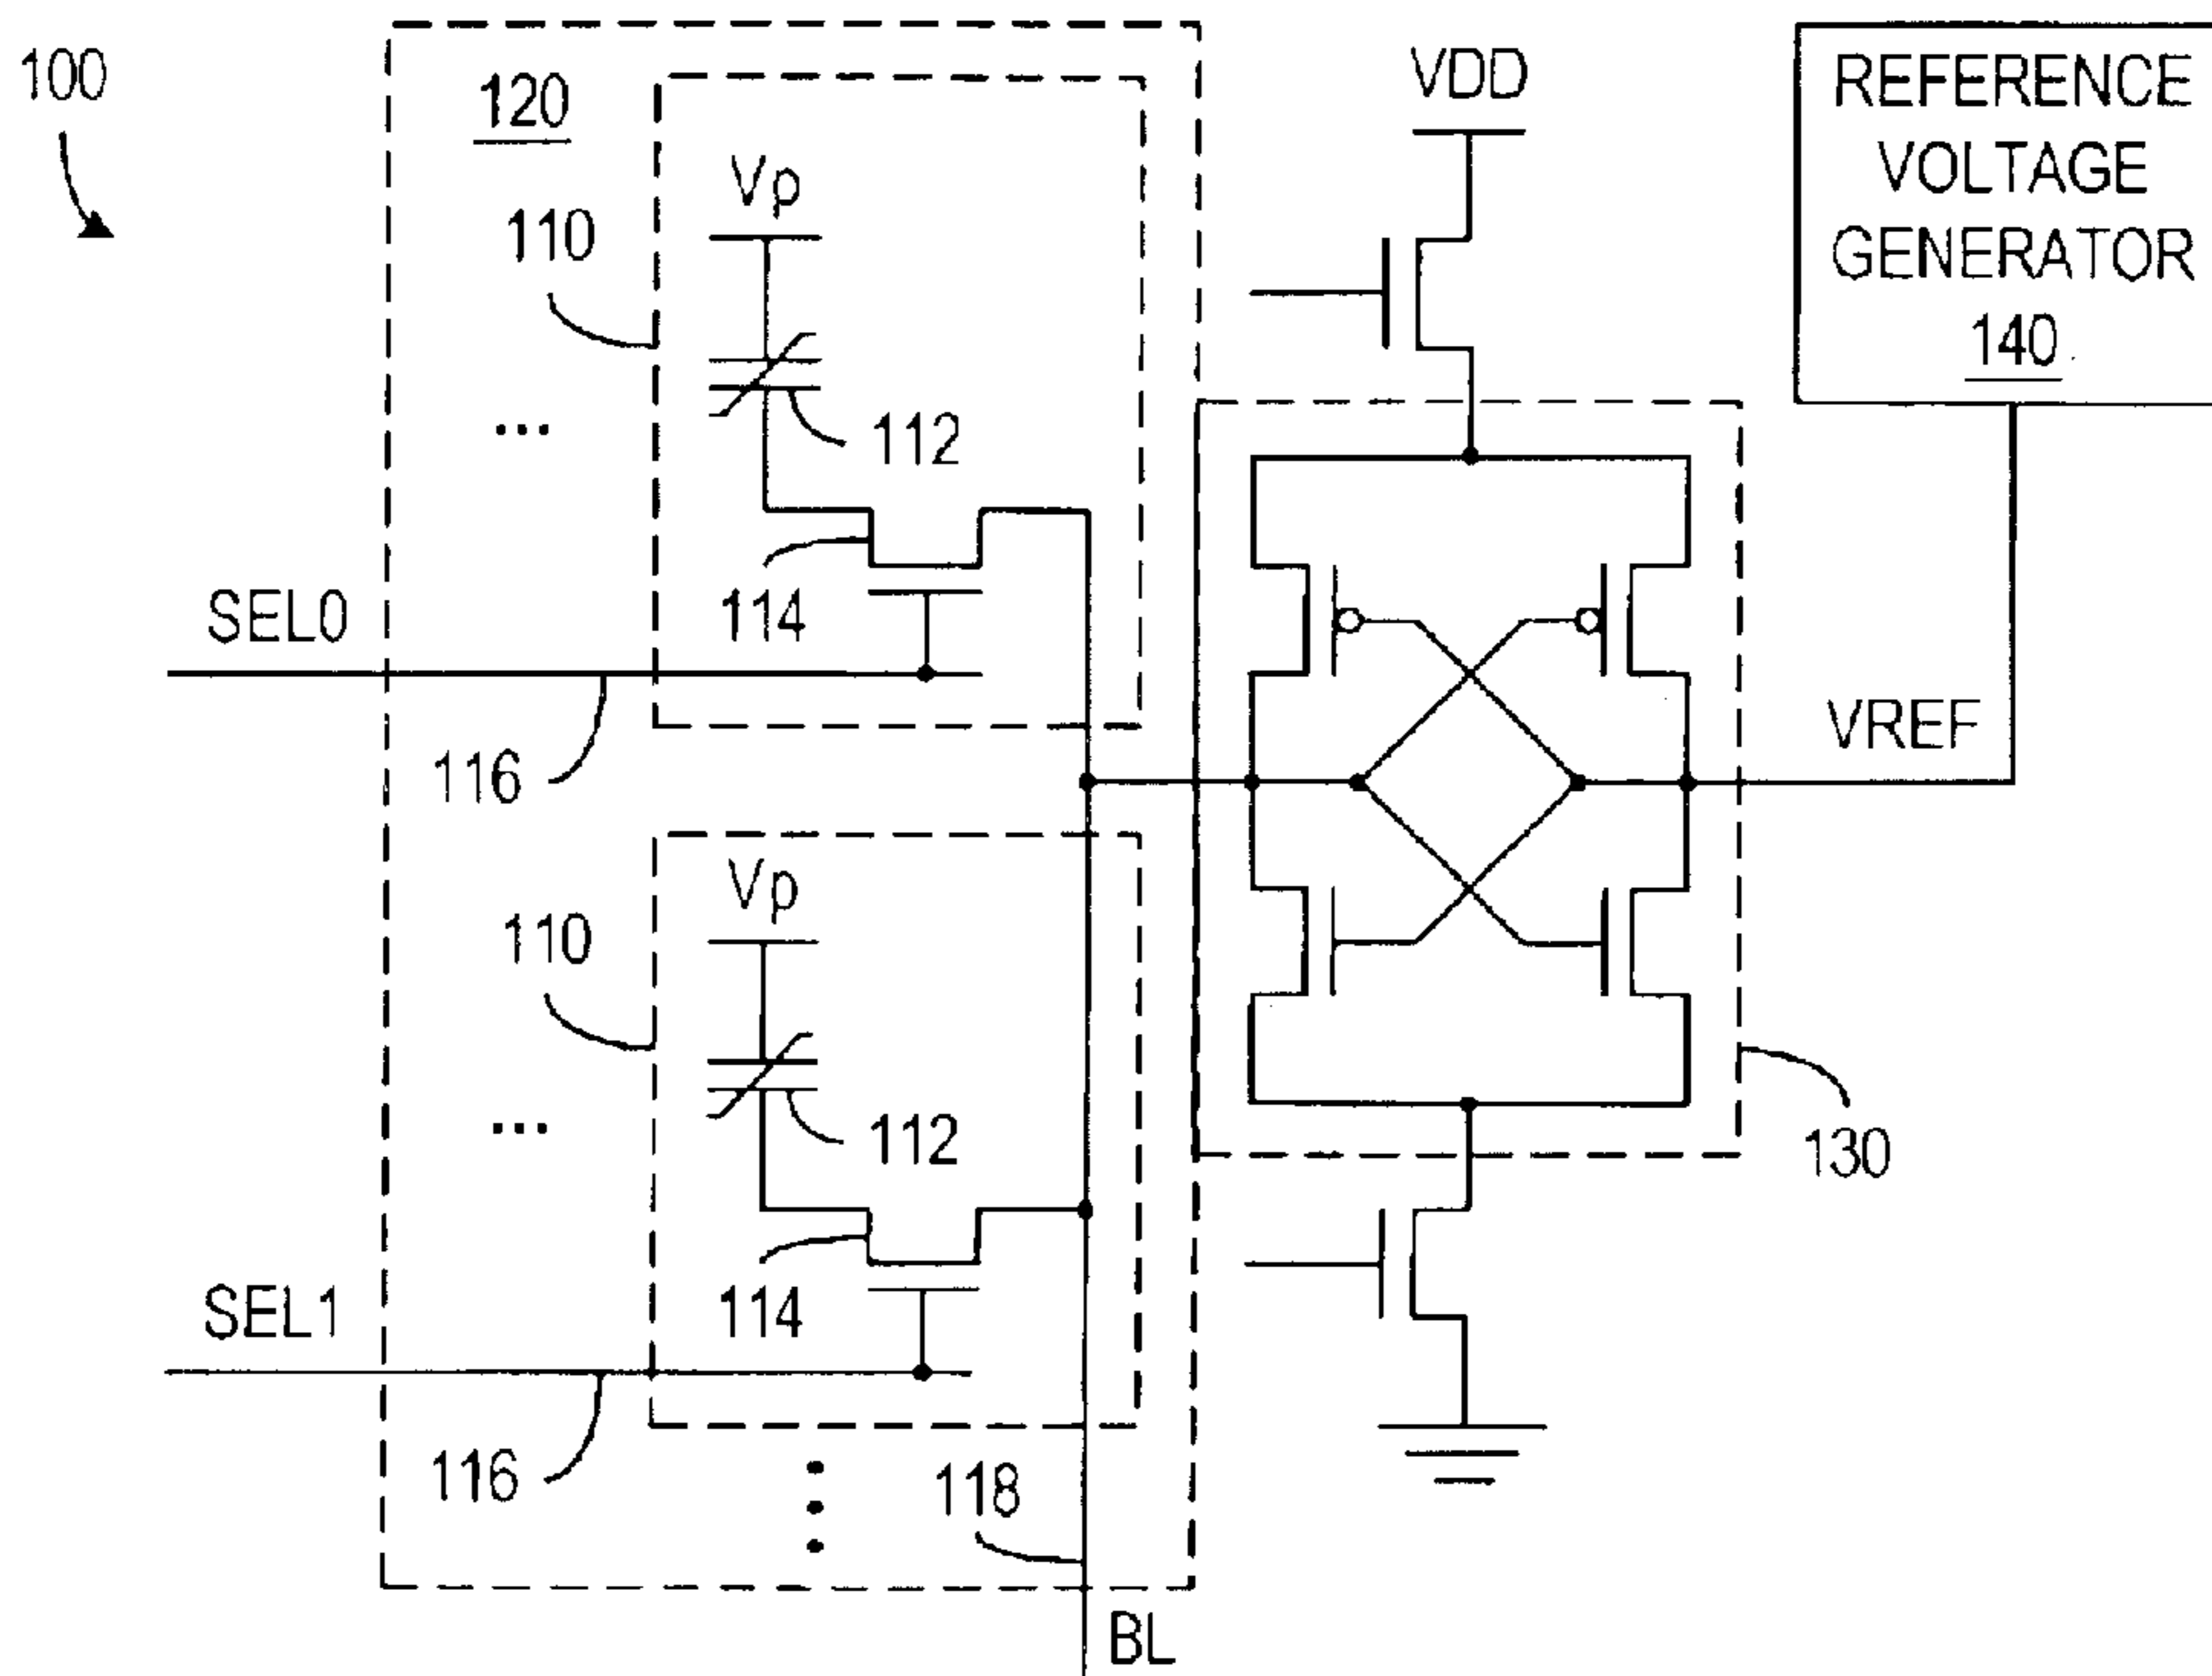 100
120
Vp
110
112
114
SEL0
116
Vp
110
112
114
SEL1
116
118
BL
VDD
130
VREF
REFERENCE
VOLTAGE
GENERATOR
140
...
...